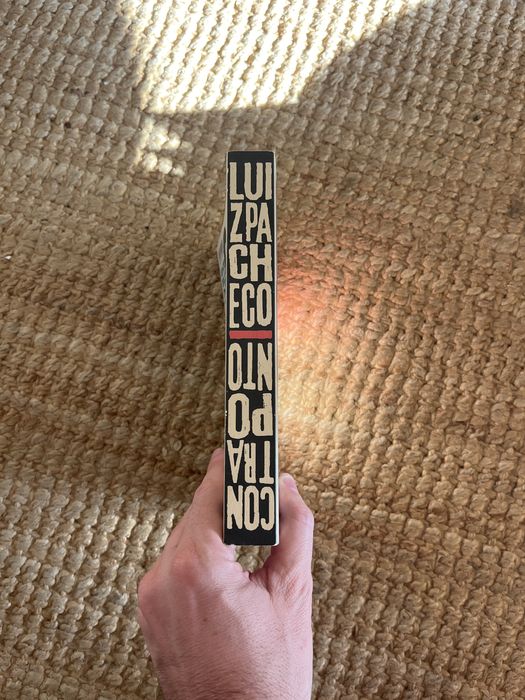 LUI
ZPA
CH
ECO
CON
TRA
PO
NTO